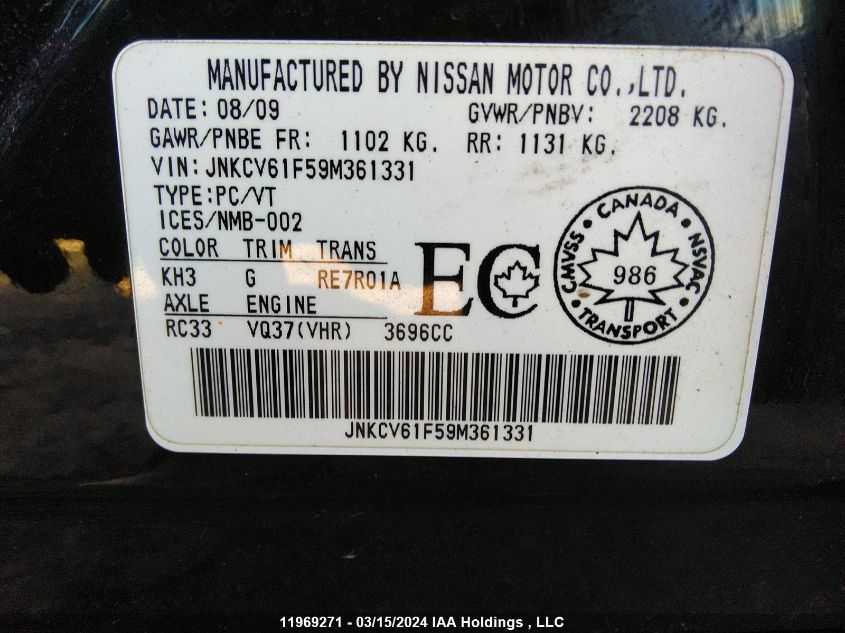 MANUFACTURED BY NISSAN MOTOR CO.,LTD.
DATE: 08/09 GVWR/PNBV: 2208 KG.
GAWR/PNBE FR: 1102 KG. RR: 1131 KG.
VIN: JNKCV61F59M361331
TYPE:PC/VT
ICES/NMB-002
COLOR TRIM TRANS
KH3 G RE7R01A
AXLE ENGINE
RC33 VQ37(VHR) 3696CC
EC
CANADA
CMVSS NSVAC
986
TRANSPORT
JNKCV61F59M361331
11969271 - 03/15/2024 IAA Holdings , LLC